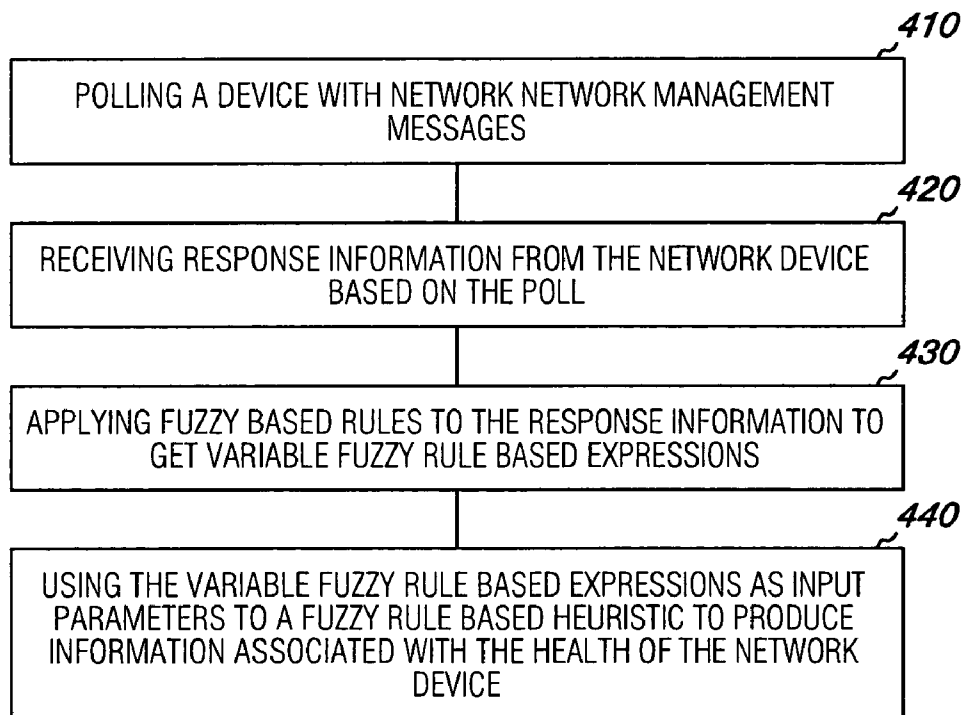 410
POLLING A DEVICE WITH NETWORK NETWORK MANAGEMENT
MESSAGES
420
RECEIVING RESPONSE INFORMATION FROM THE NETWORK DEVICE
BASED ON THE POLL
430
APPLYING FUZZY BASED RULES TO THE RESPONSE INFORMATION TO
GET VARIABLE FUZZY RULE BASED EXPRESSIONS
440
USING THE VARIABLE FUZZY RULE BASED EXPRESSIONS AS INPUT
PARAMETERS TO A FUZZY RULE BASED HEURISTIC TO PRODUCE
INFORMATION ASSOCIATED WITH THE HEALTH OF THE NETWORK
DEVICE